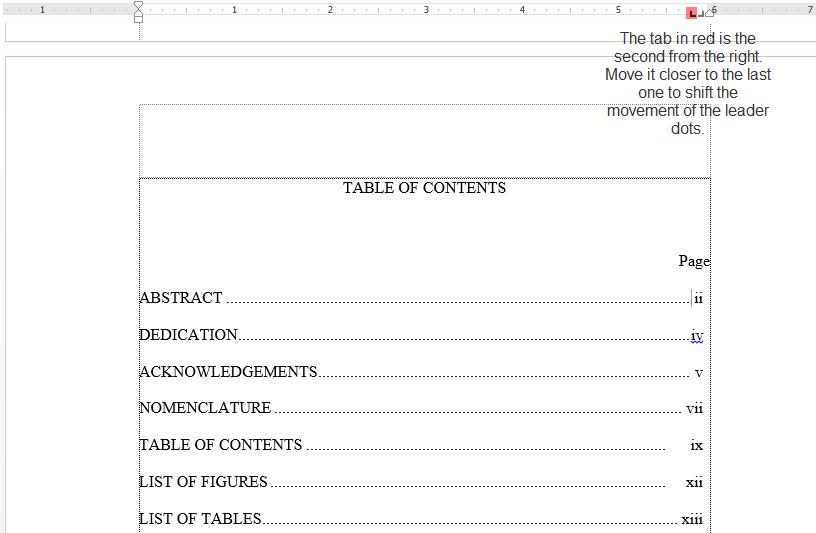 1 1 2 3 4 5 6 7
The tab in red is the
second from the right.
Move it closer to the last
one to shift the
movement of the leader
dots.
TABLE OF CONTENTS
Page
ABSTRACT ........................................ ii
DEDICATION........................................ iv
ACKNOWLEDGEMENTS........................................ v
NOMENCLATURE ........................................ vii
TABLE OF CONTENTS ........................................ ix
LIST OF FIGURES ........................................ xii
LIST OF TABLES........................................ xiii